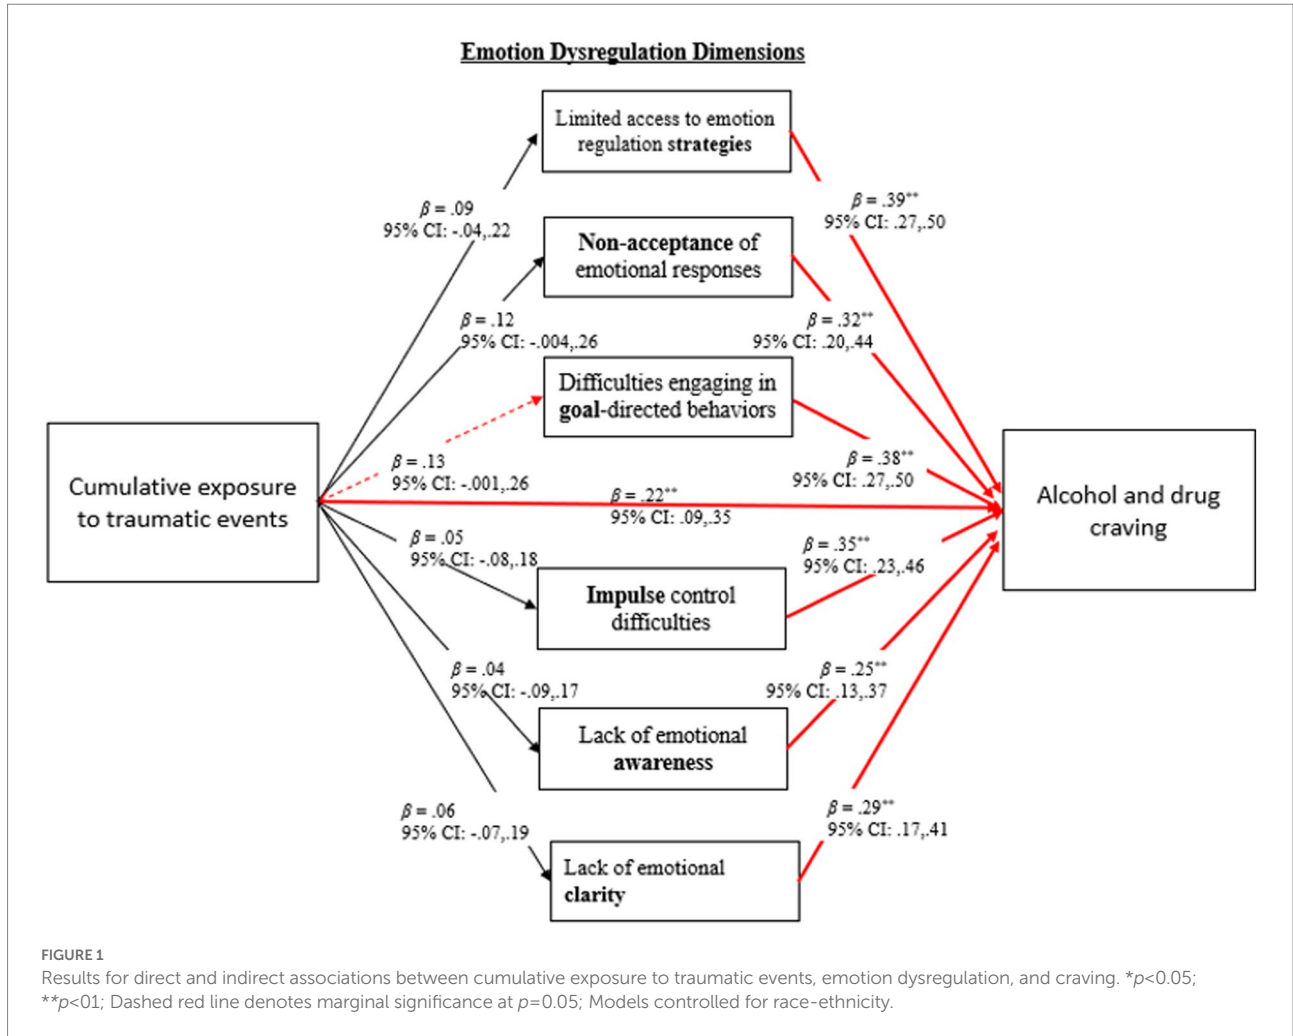 Emotion Dysregulation Dimensions
Limited access to emotion
regulation strategies
β = .09
95% CI: -.04,.22
β = .39**
95% CI: .27,.50
Non-acceptance of
emotional responses
β = .12
95% CI: -.004,.26
β = .32**
95% CI: .20,.44
Difficulties engaging in
goal-directed behaviors
β = .13
95% CI: -.001,.26
β = .38**
95% CI: .27,.50
Cumulative exposure
to traumatic events
β = .22**
95% CI: .09,.35
Alcohol and drug
craving
β = .05
95% CI: -.08,.18
β = .35**
95% CI: .23,.46
Impulse control
difficulties
β = .04
95% CI: -.09,.17
β = .25**
95% CI: .13,.37
Lack of emotional
awareness
β = .06
95% CI: -.07,.19
β = .29**
95% CI: .17,.41
Lack of emotional
clarity
FIGURE 1
Results for direct and indirect associations between cumulative exposure to traumatic events, emotion dysregulation, and craving. *p<0.05;
**p<01; Dashed red line denotes marginal significance at p=0.05; Models controlled for race-ethnicity.